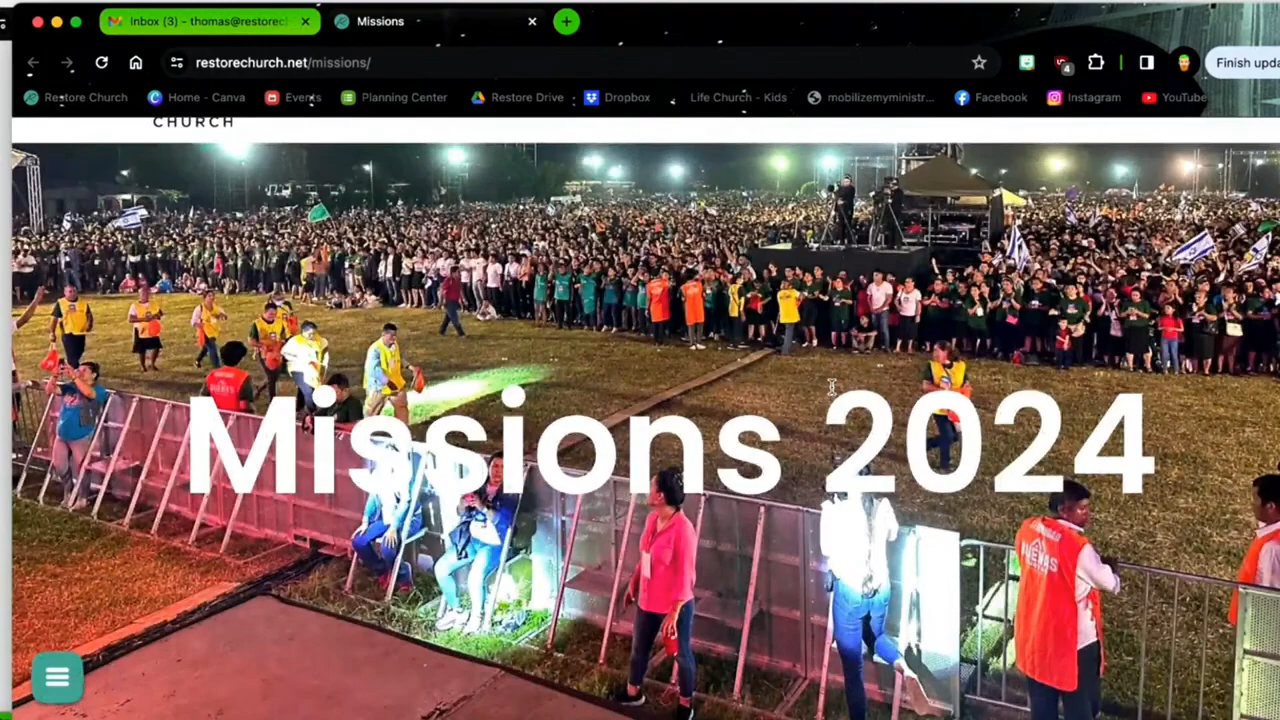 Inbox (3) - thomas@restorec
Missions
restorechurch.net/missions/
4
Finish upda
Restore Church
Home - Canva
Events
Planning Center
Restore Drive
Dropbox
Life Church - Kids
mobilizemyministr...
Facebook
Instagram
YouTube
CHURCH
Missions 2024